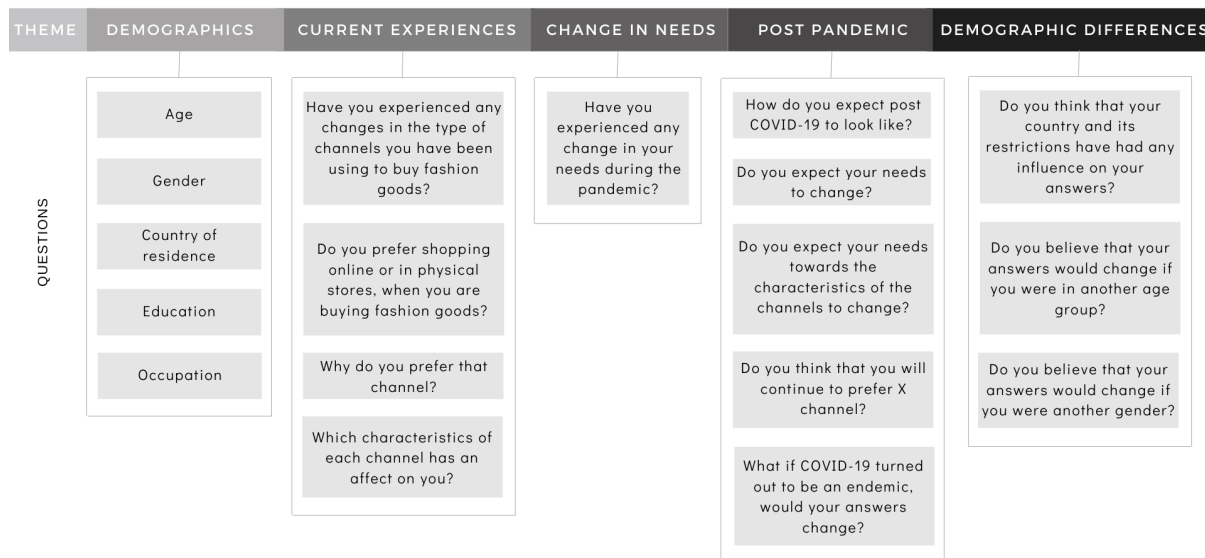 THEME
DEMOGRAPHICS
CURRENT EXPERIENCES
CHANGE IN NEEDS
POST PANDEMIC
DEMOGRAPHIC DIFFERENCES
QUESTIONS
Age
Gender
Country of
residence
Education
Occupation
Have you experienced any
changes in the type of
channels you have been
using to buy fashion
goods?
Do you prefer shopping
online or in physical
stores, when you are
buying fashion goods?
Why do you prefer that
channel?
Which characteristics of
each channel has an
affect on you?
Have you
experienced any
change in your
needs during the
pandemic?
How do you expect post
COVID-19 to look like?
Do you expect your needs
to change?
Do you expect your needs
towards the
characteristics of the
channels to change?
Do you think that you will
continue to prefer X
channel?
What if COVID-19 turned
out to be an endemic,
would your answers
change?
Do you think that your
country and its
restrictions have had any
influence on your
answers?
Do you believe that your
answers would change if
you were in another age
group?
Do you believe that your
answers would change if
you were another gender?